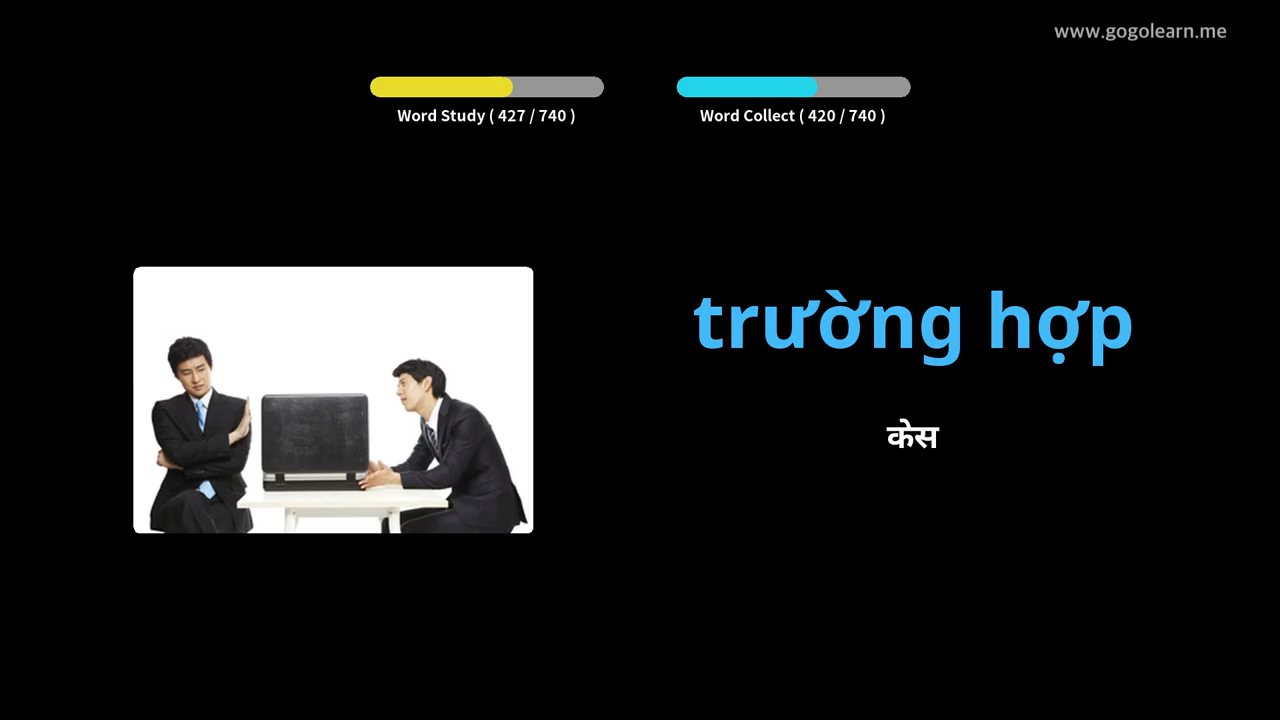 www.gogolearn.me
Word Study ( 427 / 740 )
Word Collect ( 420 / 740 )
trường hợp
केस